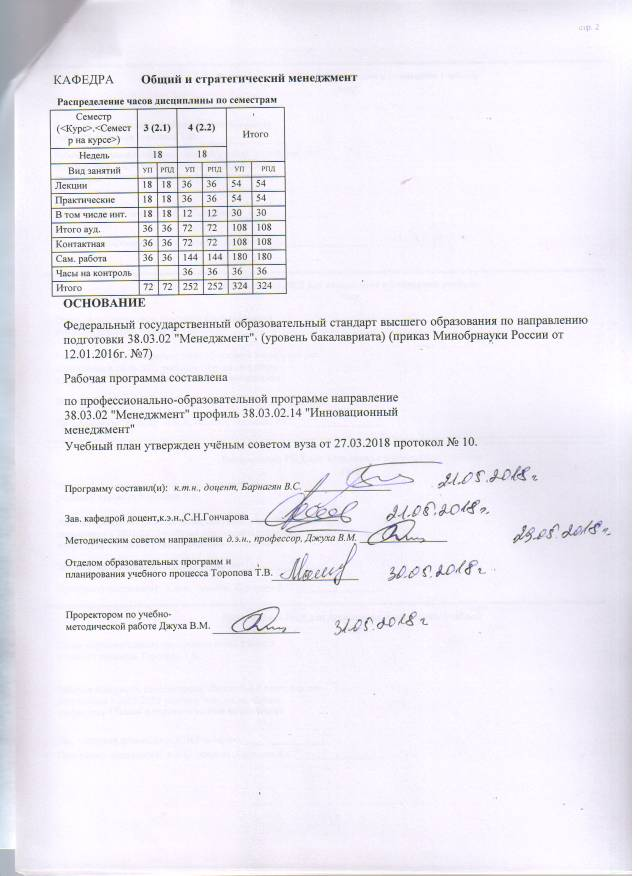 стр. 2
КАФЕДРА Общий и стратегический менеджмент
Распределение часов дисциплины по семестрам
Семестр (<Курс>.<Семестр на курсе>) 3 (2.1) 4 (2.2) Итого
Недель 18 18
Вид занятий УП РПД УП РПД УП РПД
Лекции 18 18 36 36 54 54
Практические 18 18 36 36 54 54
В том числе инт. 18 18 12 12 30 30
Итого ауд. 36 36 72 72 108 108
Контактная 36 36 72 72 108 108
Сам. работа 36 36 144 144 180 180
Часы на контроль 36 36 36 36
Итого 72 72 252 252 324 324
ОСНОВАНИЕ
Федеральный государственный образовательный стандарт высшего образования по направлению
подготовки 38.03.02 "Менеджмент" (уровень бакалавриата) (приказ Минобрнауки России от
12.01.2016г. №7)
Рабочая программа составлена
по профессионально-образовательной программе направление
38.03.02 "Менеджмент" профиль 38.03.02.14 "Инновационный
менеджмент"
Учебный план утвержден учёным советом вуза от 27.03.2018 протокол № 10.
Программу составил(и): к.т.н., доцент, Барнагян В.С. 21.05.2018 г
Зав. кафедрой доцент,к.э.н.,С.Н.Гончарова 21.05.2018 г.
Методическим советом направления д.э.н., профессор, Джуха В.М. 29.05.2018 г
Отделом образовательных программ и
планирования учебного процесса Торопова Т.В. 30.05.2018 г.
Проректором по учебно-
методической работе Джуха В.М. 31.05.2018 г